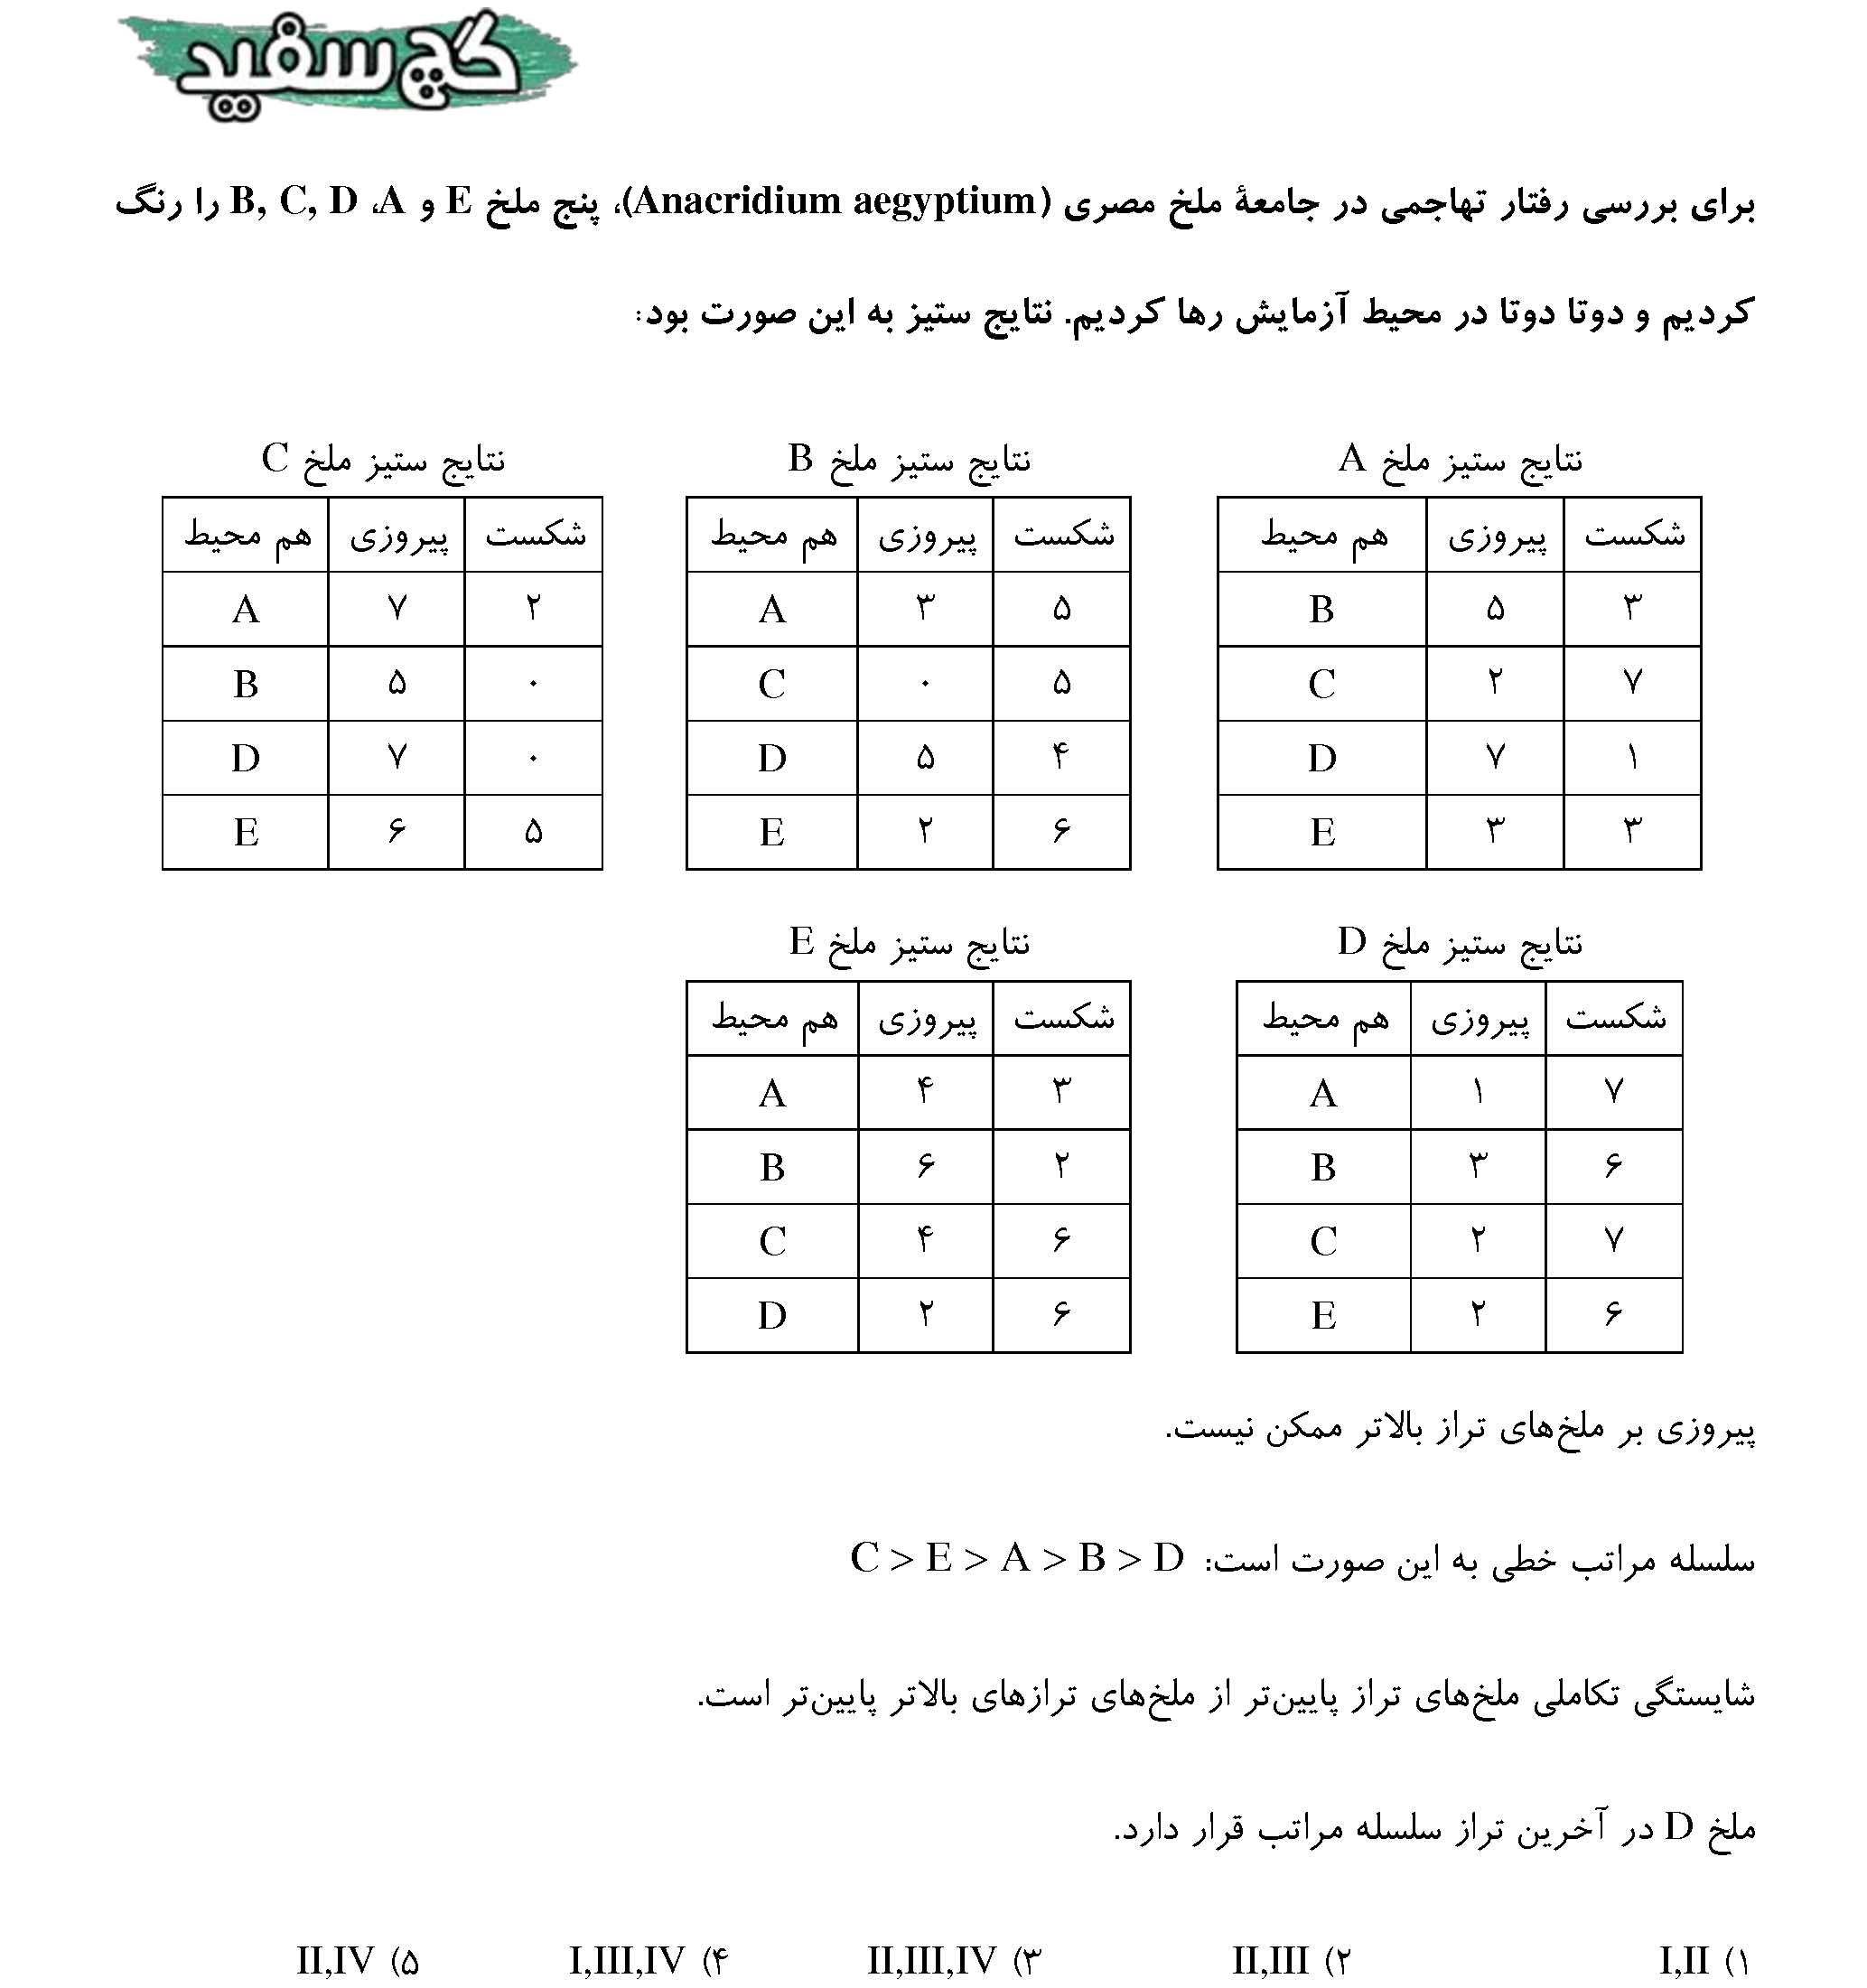 گچ سفید
برای بررسی رفتار تهاجمی در جامعهٔ ملخ مصری (Anacridium aegyptium)، پنج ملخ B, C, D ،A و E را رنگ
کردیم و دوتا دوتا در محیط آزمایش رها کردیم. نتایج ستیز به این صورت بود:
نتایج ستیز ملخ A
شکست پیروزی هم محیط
B ۵ ۳
C ۲ ۷
D ۷ ۱
E ۳ ۳
نتایج ستیز ملخ B
شکست پیروزی هم محیط
A ۳ ۵
C ۰ ۵
D ۵ ۴
E ۲ ۶
نتایج ستیز ملخ C
شکست پیروزی هم محیط
A ۷ ۲
B ۵ ۰
D ۷ ۰
E ۶ ۵
نتایج ستیز ملخ D
شکست پیروزی هم محیط
A ۱ ۷
B ۳ ۶
C ۲ ۷
E ۲ ۶
نتایج ستیز ملخ E
شکست پیروزی هم محیط
A ۴ ۳
B ۶ ۲
C ۴ ۶
D ۲ ۶
پیروزی بر ملخ‌های تراز بالاتر ممکن نیست.
سلسله مراتب خطی به این صورت است: C > E > A > B > D
شایستگی تکاملی ملخ‌های تراز پایین‌تر از ملخ‌های ترازهای بالاتر پایین‌تر است.
ملخ D در آخرین تراز سلسله مراتب قرار دارد.
۱) I,II ۲) II,III ۳) II,III,IV ۴) I,III,IV ۵) II,IV